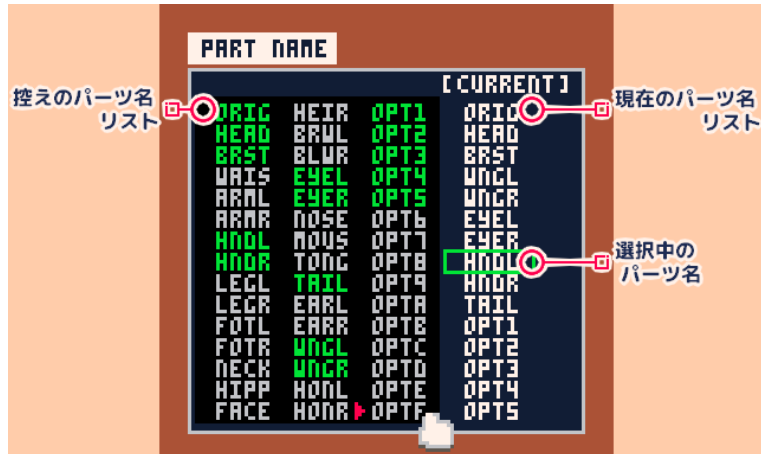 PART NAME
[CURRENT]
控えのパーツ名
リスト
現在のパーツ名
リスト
選択中の
パーツ名
ORIG HEIR OPT1 ORIG
HEAD BRWL OPT2 HEAD
BRST BLWR OPT3 BRST
WAIS EYEL OPT4 WNGL
ARML EYER OPT5 WNGR
ARMR NOSE OPT6 EYEL
HNDL MOUS OPT7 EYER
HNDR TONG OPT8 HNDL
LEGL TAIL OPT9 HNDR
LEGR EARL OPTA TAIL
FOTL EARR OPTB OPT1
FOTR WNGL OPTC OPT2
NECK WNGR OPTD OPT3
HIPP HONL OPTE OPT4
FACE HONR OPTF OPT5